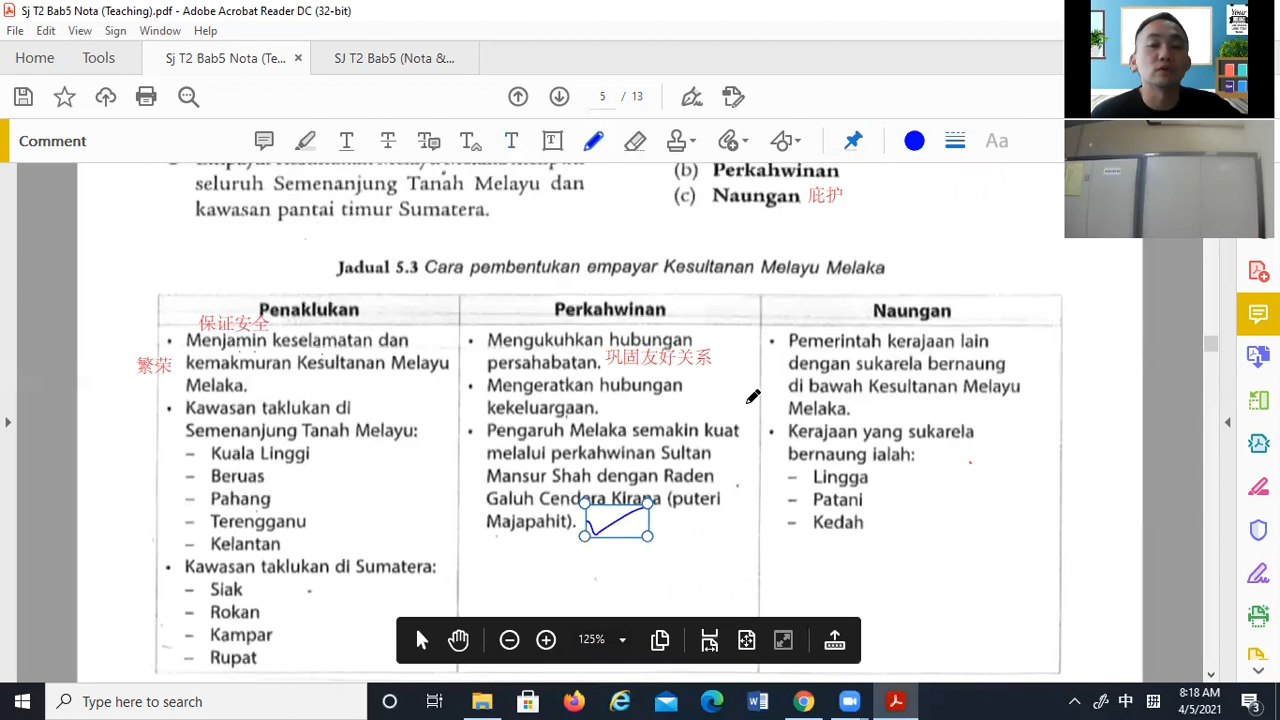 Sj T2 Bab5 Nota (Teaching).pdf - Adobe Acrobat Reader DC (32-bit)
File Edit View Sign Window Help
Home Tools Sj T2 Bab5 Nota (Te... × SJ T2 Bab5 (Nota &...
5 / 13
Comment
Aa
seluruh Semenanjung Tanah Melayu dan
kawasan pantai timur Sumatera.
(b) Perkahwinan
(c) Naungan 庇护
Jadual 5.3 Cara pembentukan empayar Kesultanan Melayu Melaka
Penaklukan
保证安全
• Menjamin keselamatan dan
繁荣 kemakmuran Kesultanan Melayu
Melaka.
• Kawasan taklukan di
Semenanjung Tanah Melayu:
– Kuala Linggi
– Beruas
– Pahang
– Terengganu
– Kelantan
• Kawasan taklukan di Sumatera:
– Siak
– Rokan
– Kampar
– Rupat
Perkahwinan
• Mengukuhkan hubungan
persahabatan. 巩固友好关系
• Mengeratkan hubungan
kekeluargaan.
• Pengaruh Melaka semakin kuat
melalui perkahwinan Sultan
Mansur Shah dengan Raden
Galuh Cendera Kirana (puteri
Majapahit).
Naungan
• Pemerintah kerajaan lain
dengan sukarela bernaung
di bawah Kesultanan Melayu
Melaka.
• Kerajaan yang sukarela
bernaung ialah:
– Lingga
– Patani
– Kedah
125%
Type here to search
中 拼
8:18 AM
4/5/2021
3